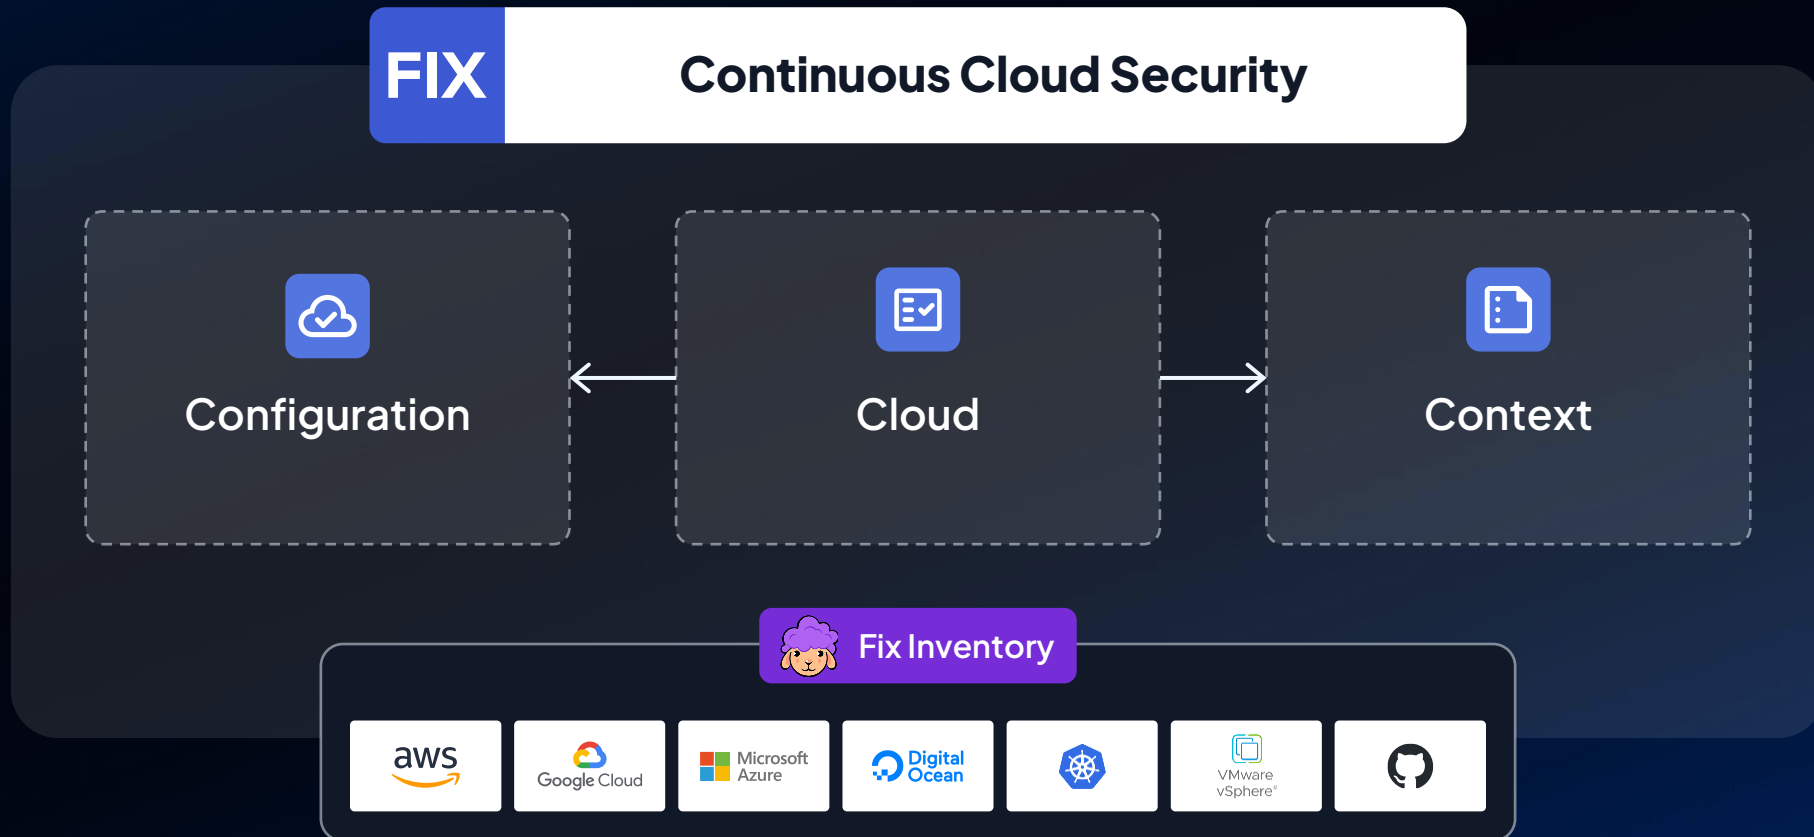 FIX
Continuous Cloud Security
Configuration
Cloud
Context
Fix Inventory
aws
Google Cloud
Microsoft
Azure
Digital
Ocean
VMware
vSphere®